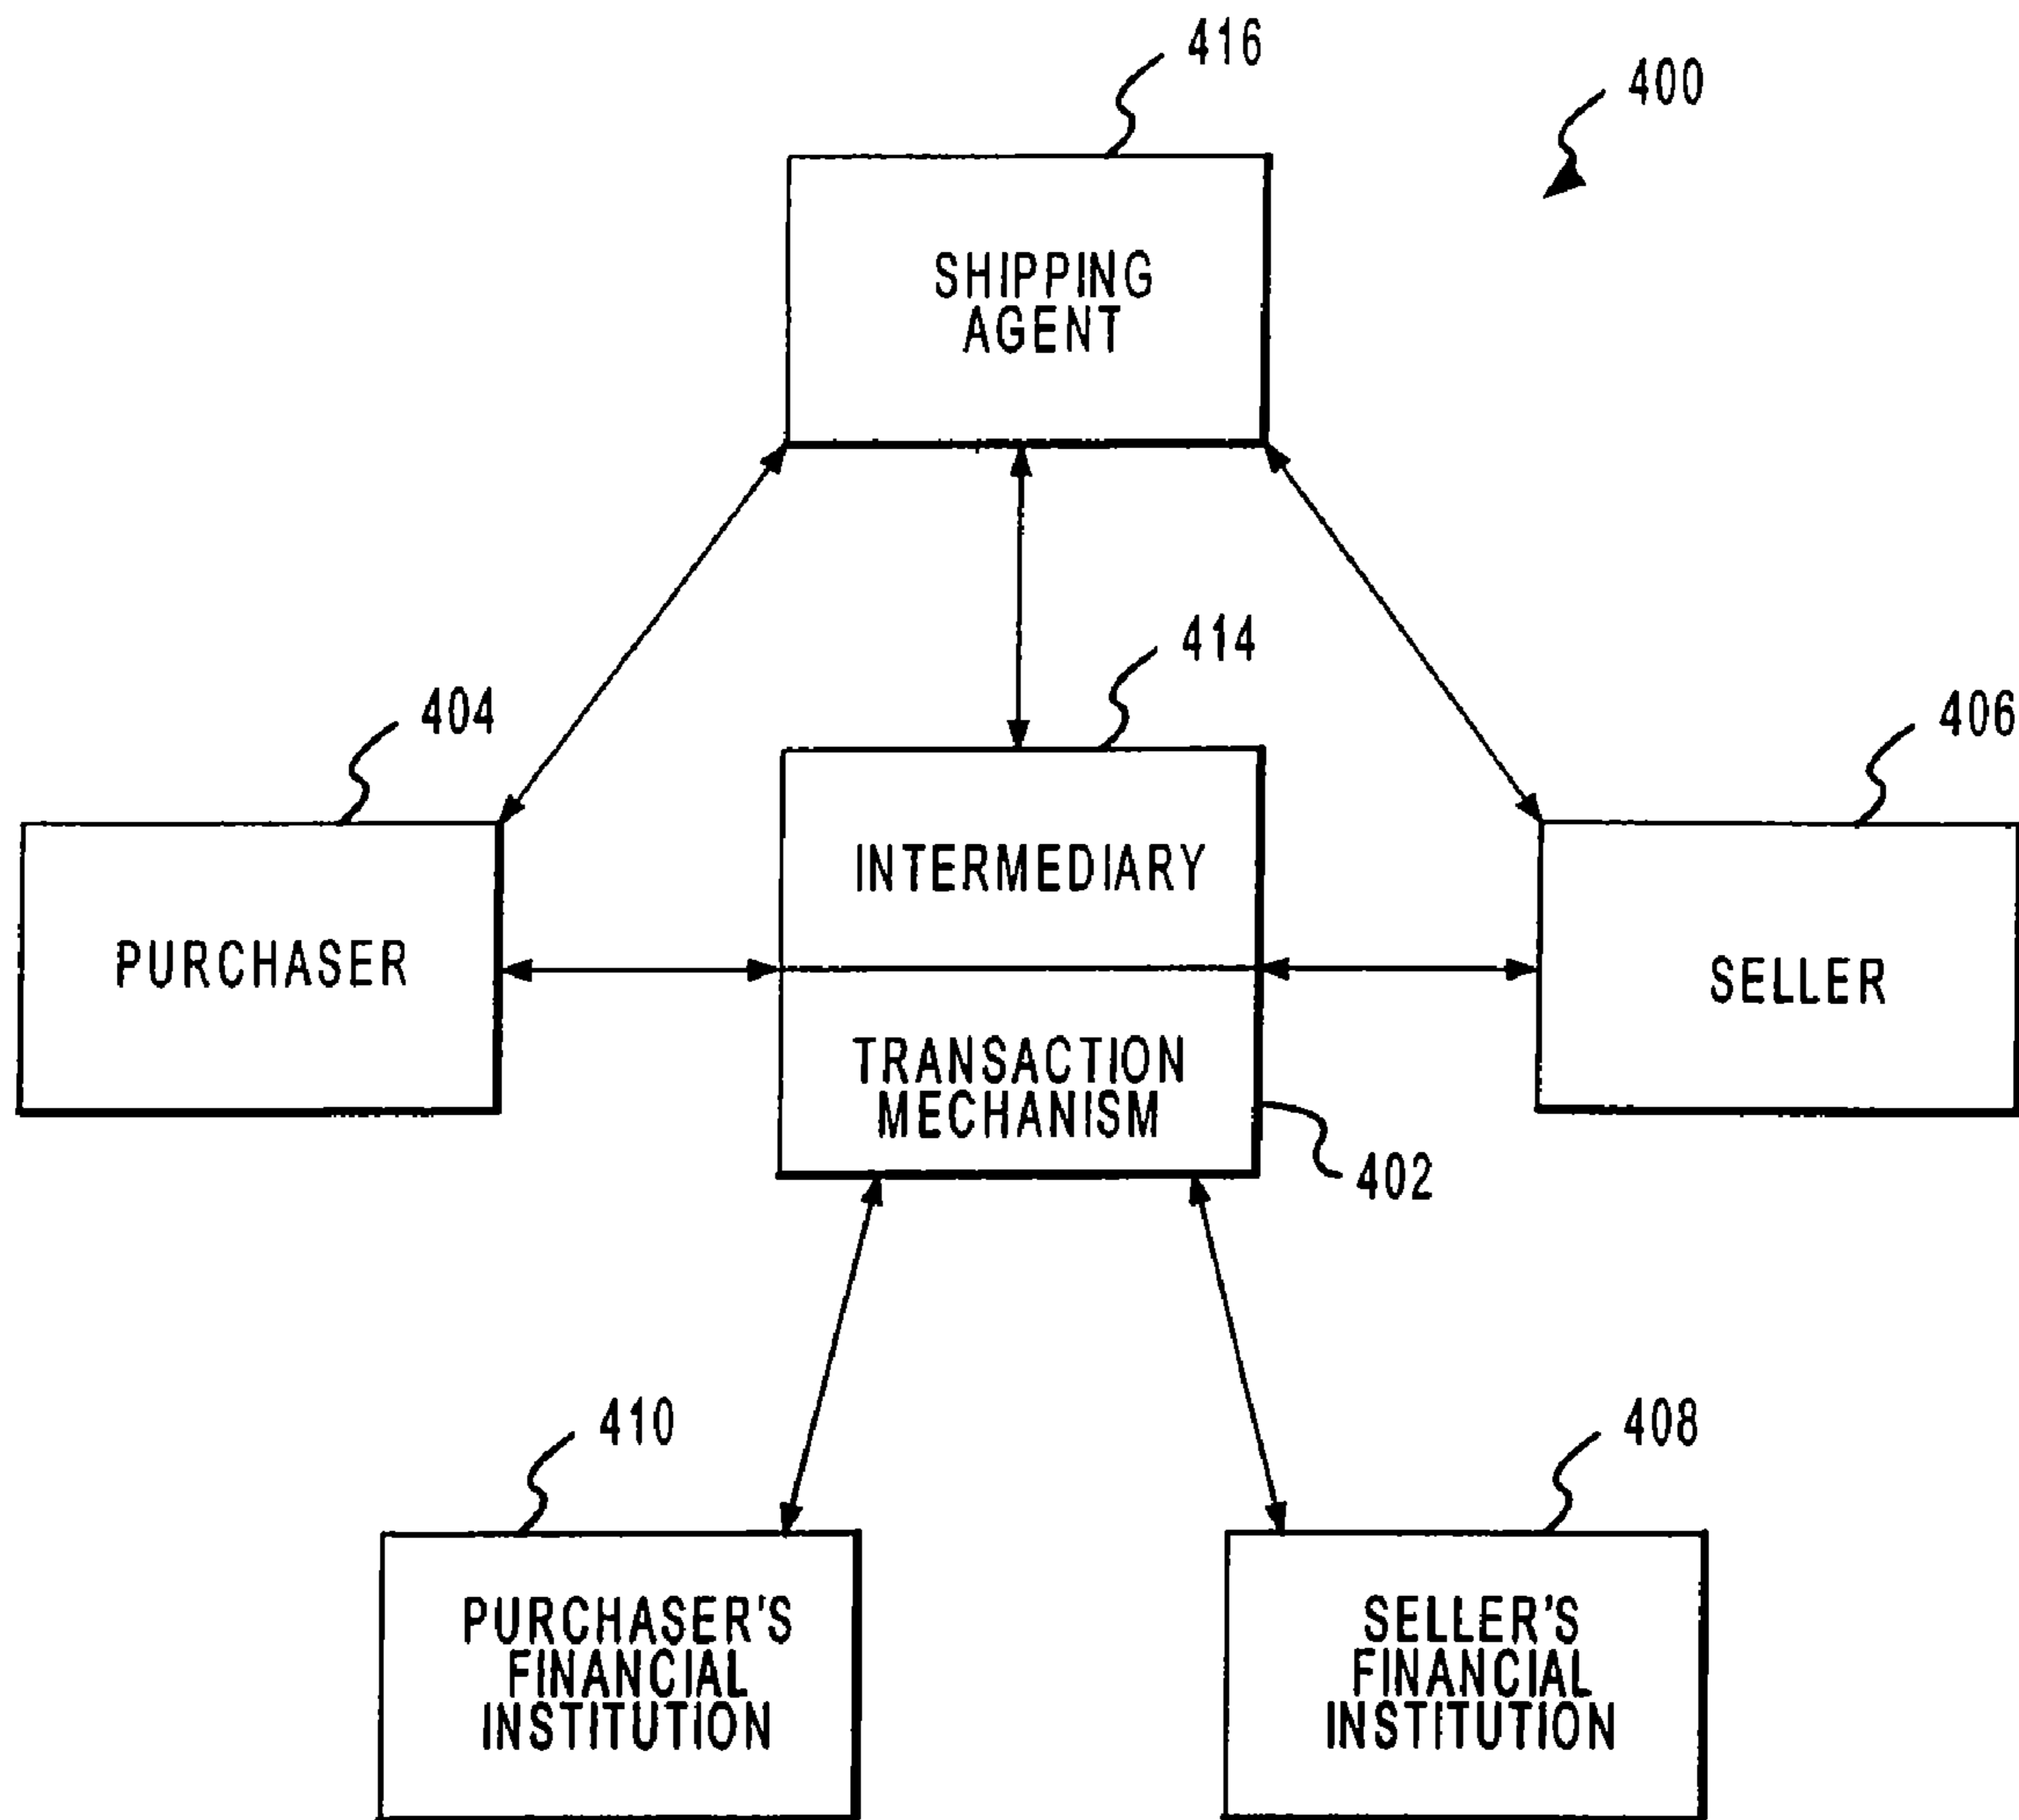 416
400
SHIPPING
AGENT
414
404
406
INTERMEDIARY
PURCHASER
SELLER
TRANSACTION
MECHANISM
402
410
408
PURCHASER'S
FINANCIAL
INSTITUTION
SELLER'S
FINANCIAL
INSTITUTION